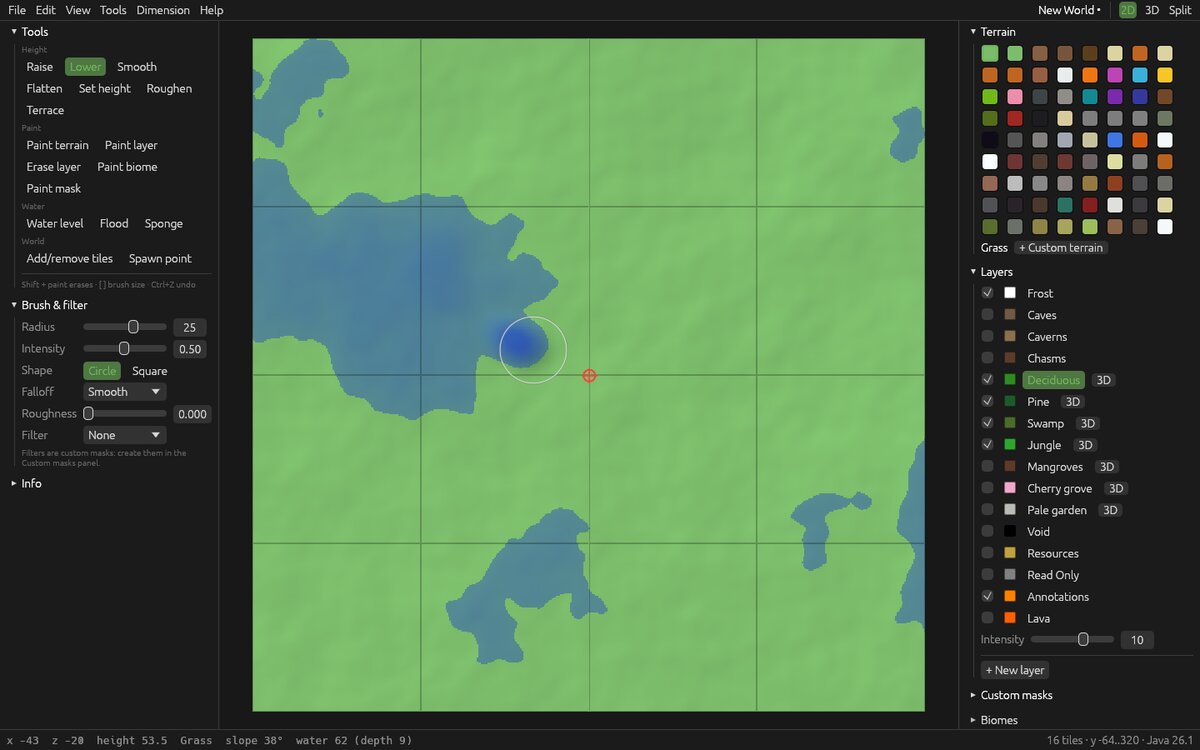 File Edit View Tools Dimension Help
New World • 2D 3D Split
Tools
Height
Raise Lower Smooth
Flatten Set height Roughen
Terrace
Paint
Paint terrain Paint layer
Erase layer Paint biome
Paint mask
Water
Water level Flood Sponge
World
Add/remove tiles Spawn point
Shift + paint erases · [ ] brush size · Ctrl+Z undo
Brush & filter
Radius 25
Intensity 0.50
Shape Circle Square
Falloff Smooth
Roughness 0.000
Filter None
Filters are custom masks: create them in the
Custom masks panel.
Info
Terrain
Grass + Custom terrain
Layers
Frost
Caves
Caverns
Chasms
Deciduous 3D
Pine 3D
Swamp 3D
Jungle 3D
Mangroves 3D
Cherry grove 3D
Pale garden 3D
Void
Resources
Read Only
Annotations
Lava
Intensity 10
+ New layer
Custom masks
Biomes
x -43 z -20 height 53.5 Grass slope 38° water 62 (depth 9)
16 tiles · y -64..320 · Java 26.1